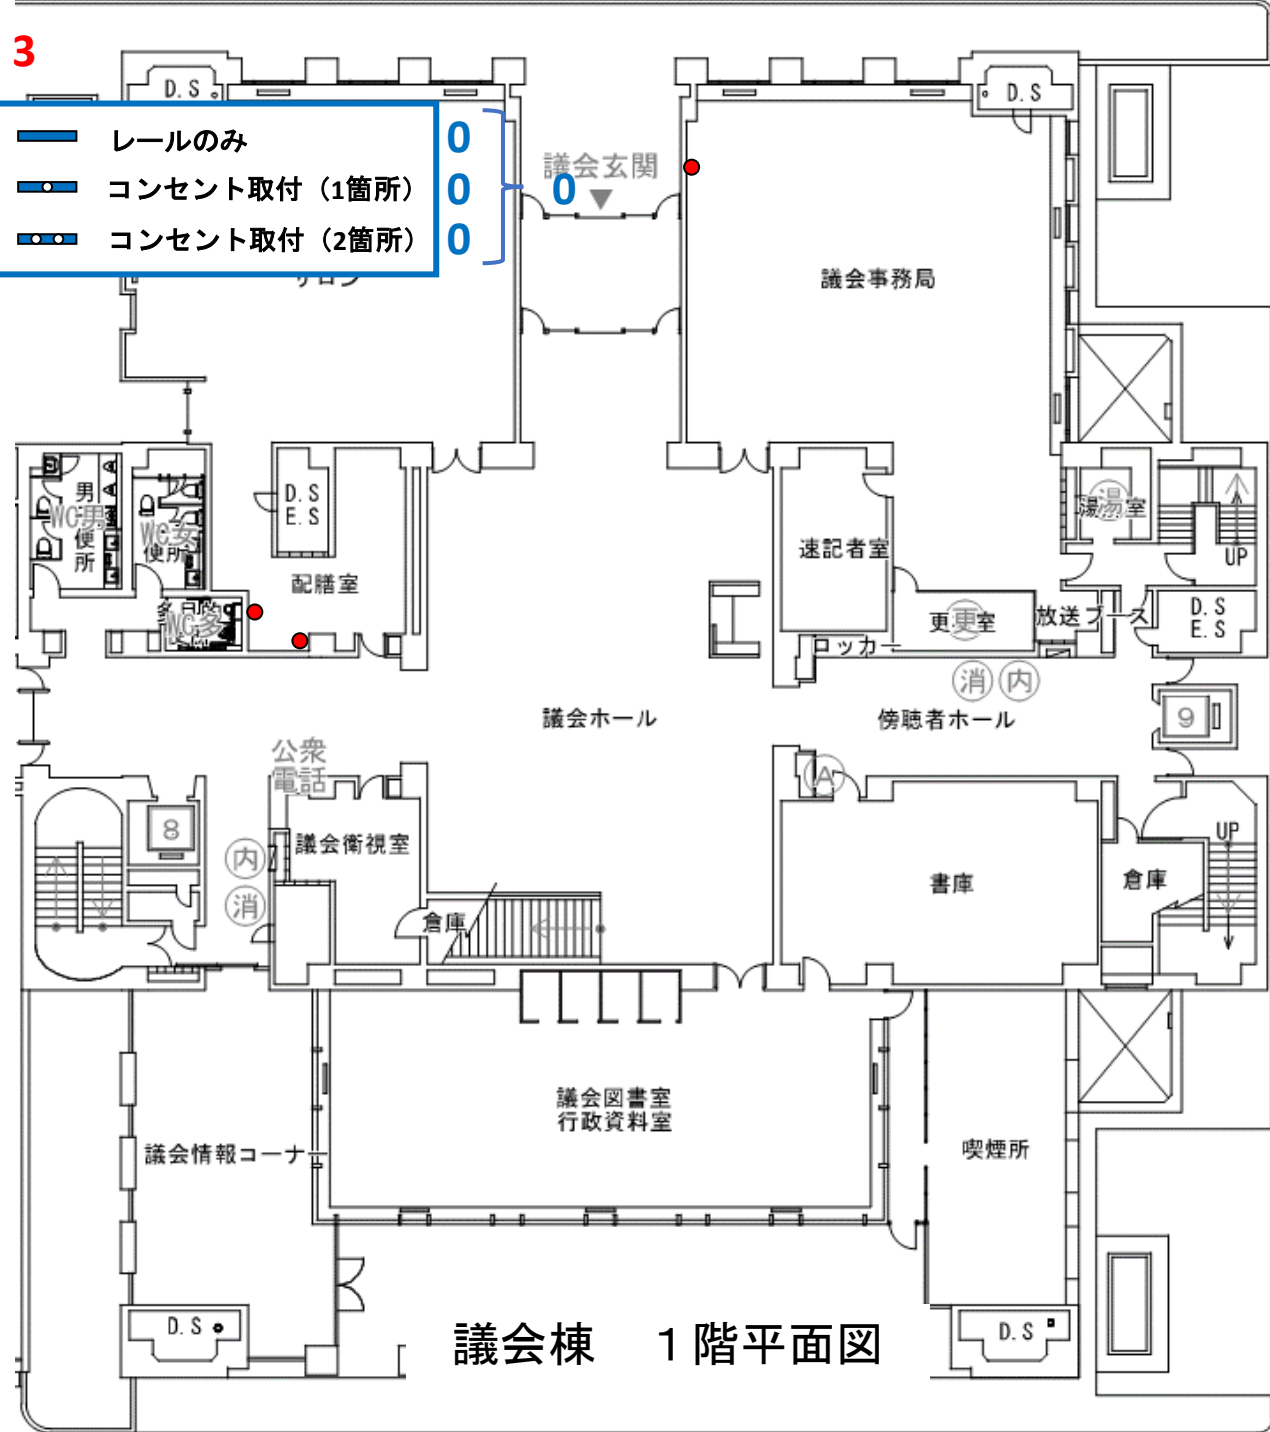 3
D.S
D.S
レールのみ 0
コンセント取付（1箇所） 0
コンセント取付（2箇所） 0
0
議会玄関
サロン
議会事務局
男
便
所
WC男
WC女
便所
D.S
E.S
配膳室
WC多
速記者室
湯
湯 室
UP
更
更 室
放送ブース
D.S
E.S
ロッカー
消
内
議会ホール
傍聴者ホール
9
公衆
電話
A
8
議会衛視室
内
消
倉庫
書庫
倉庫
UP
議会図書室
行政資料室
議会情報コーナー
喫煙所
D.S
D.S
議会棟　１階平面図